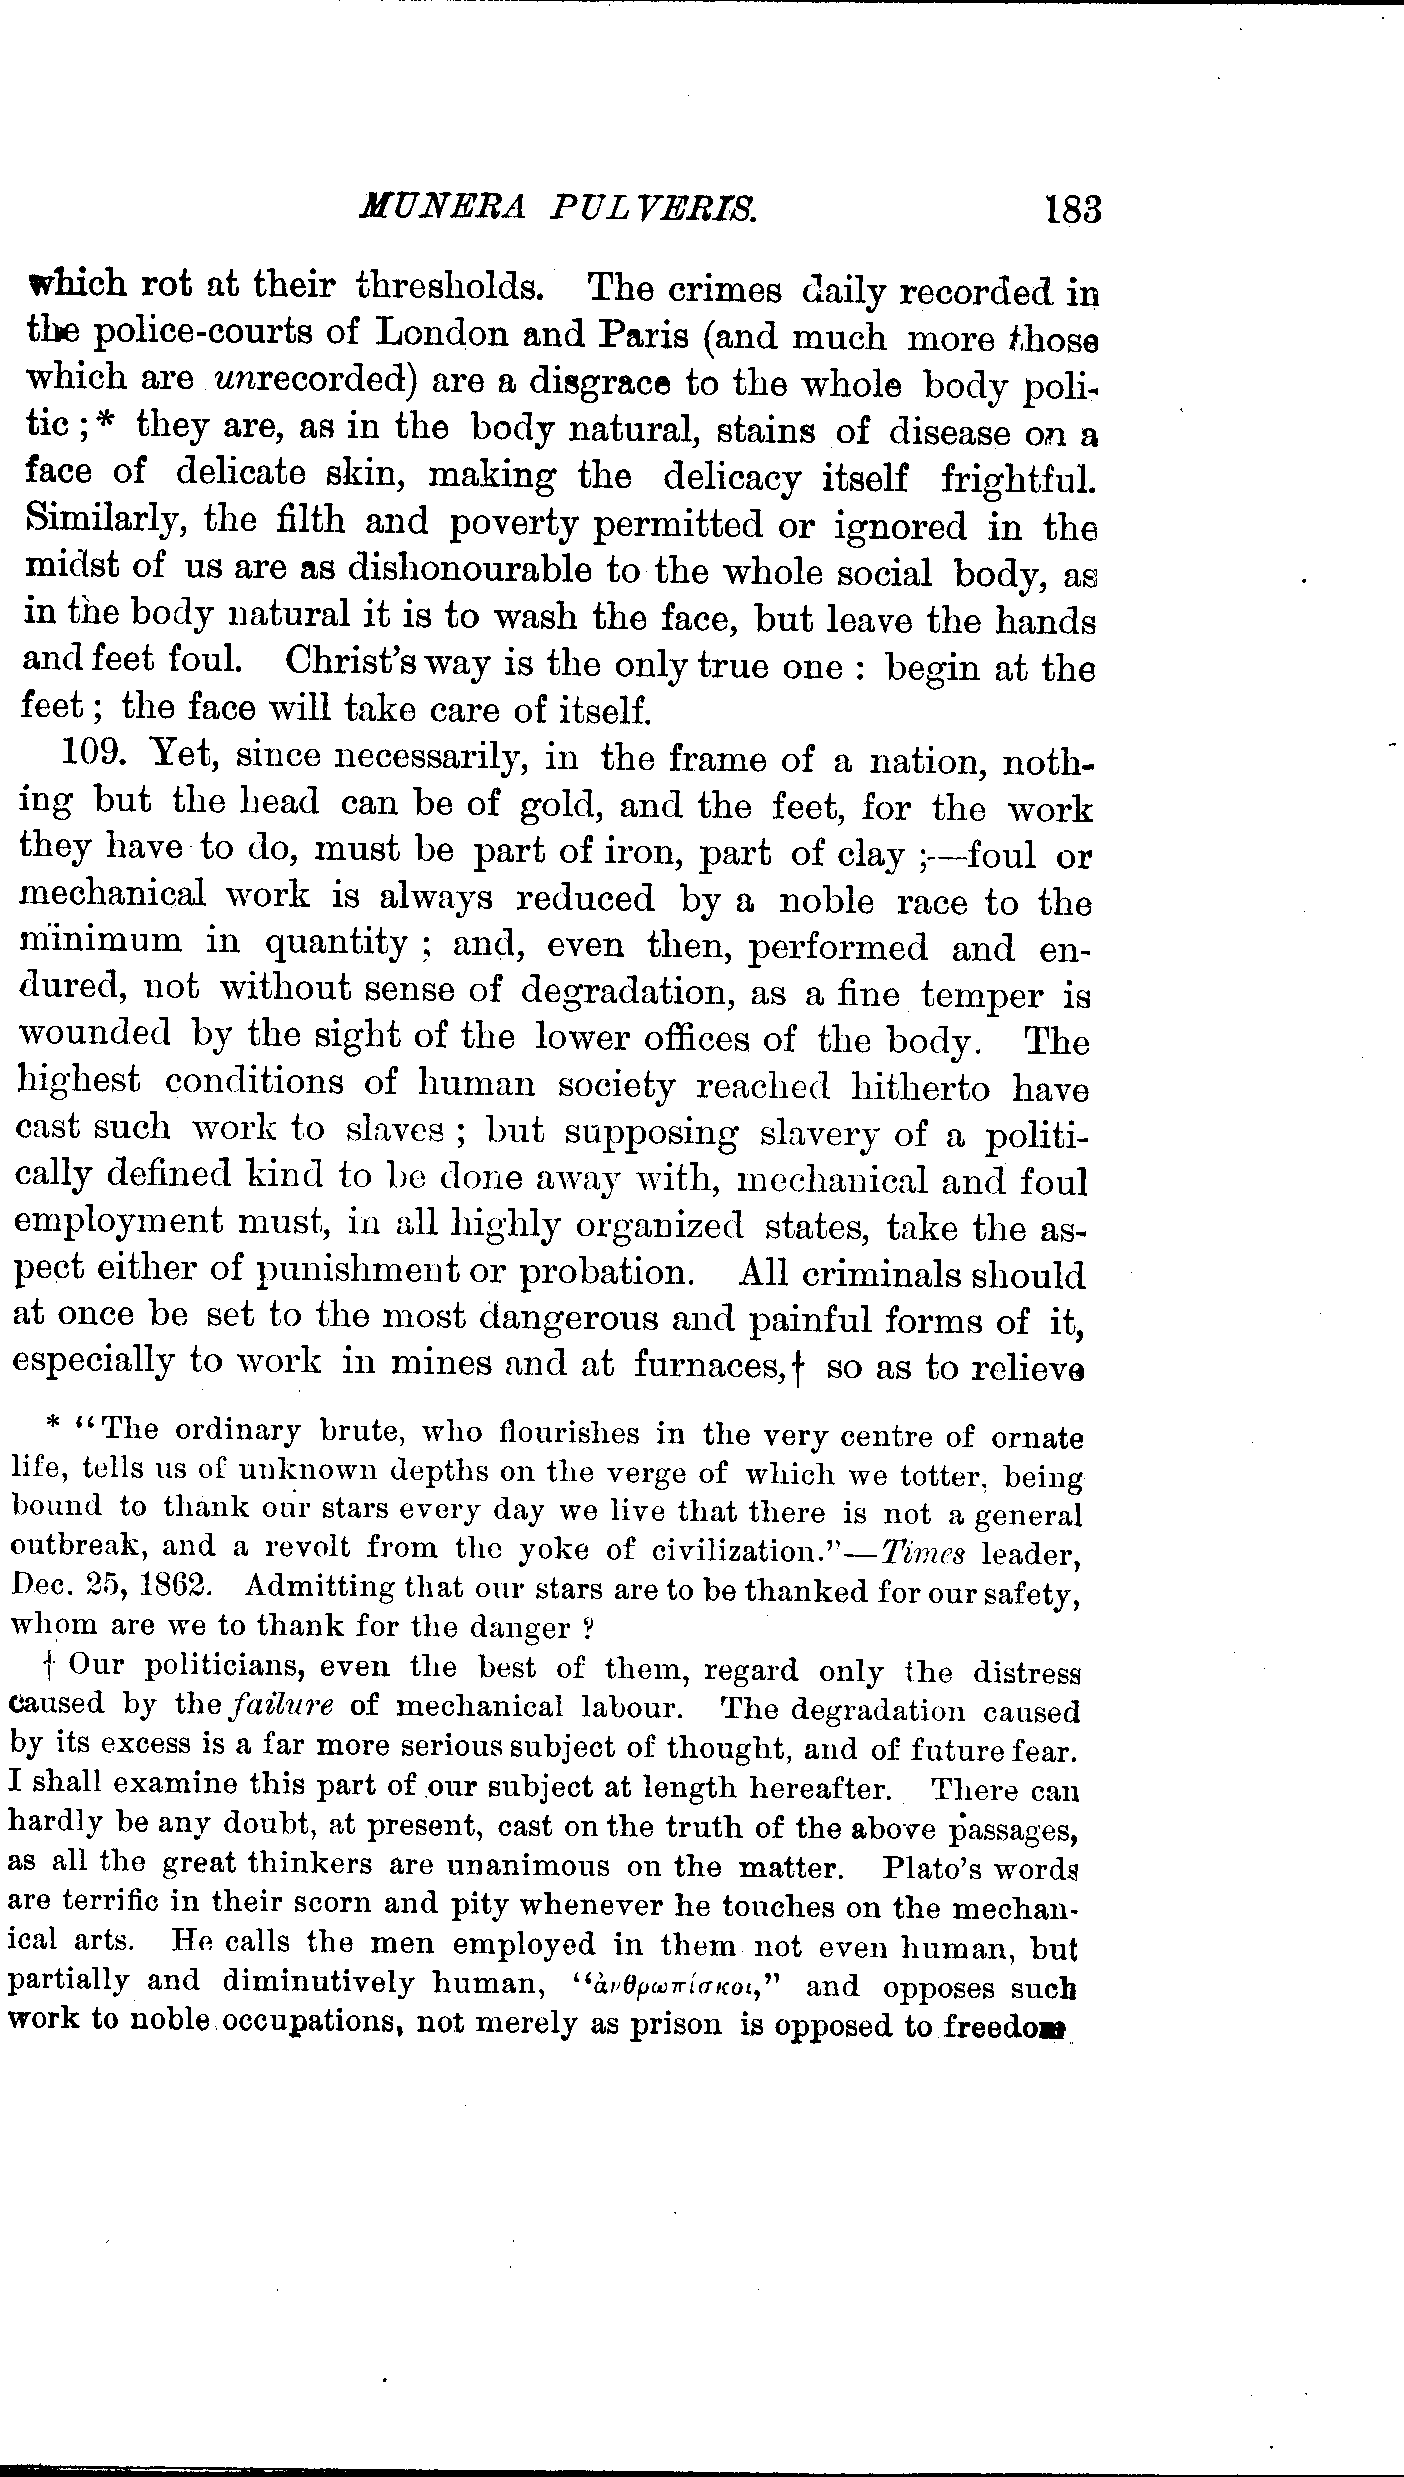 MUNERA PULVERIS. 183
which rot at their thresholds. The crimes daily recorded in
the police-courts of London and Paris (and much more those
which are unrecorded) are a disgrace to the whole body poli-
tic ;* they are, as in the body natural, stains of disease on a
face of delicate skin, making the delicacy itself frightful.
Similarly, the filth and poverty permitted or ignored in the
midst of us are as dishonourable to the whole social body, as
in the body natural it is to wash the face, but leave the hands
and feet foul. Christ's way is the only true one : begin at the
feet ; the face will take care of itself.
109. Yet, since necessarily, in the frame of a nation, noth-
ing but the head can be of gold, and the feet, for the work
they have to do, must be part of iron, part of clay ;—foul or
mechanical work is always reduced by a noble race to the
minimum in quantity ; and, even then, performed and en-
dured, not without sense of degradation, as a fine temper is
wounded by the sight of the lower offices of the body. The
highest conditions of human society reached hitherto have
cast such work to slaves ; but supposing slavery of a politi-
cally defined kind to be done away with, mechanical and foul
employment must, in all highly organized states, take the as-
pect either of punishment or probation. All criminals should
at once be set to the most dangerous and painful forms of it,
especially to work in mines and at furnaces,† so as to relieve
* "The ordinary brute, who flourishes in the very centre of ornate
life, tells us of unknown depths on the verge of which we totter, being
bound to thank our stars every day we live that there is not a general
outbreak, and a revolt from the yoke of civilization."—Times leader,
Dec. 25, 1862. Admitting that our stars are to be thanked for our safety,
whom are we to thank for the danger ?
† Our politicians, even the best of them, regard only the distress
caused by the failure of mechanical labour. The degradation caused
by its excess is a far more serious subject of thought, and of future fear.
I shall examine this part of our subject at length hereafter. There can
hardly be any doubt, at present, cast on the truth of the above passages,
as all the great thinkers are unanimous on the matter. Plato's words
are terrific in their scorn and pity whenever he touches on the mechan-
ical arts. He calls the men employed in them not even human, but
partially and diminutively human, "ἀνθρωπίσκοι," and opposes such
work to noble occupations, not merely as prison is opposed to freedom